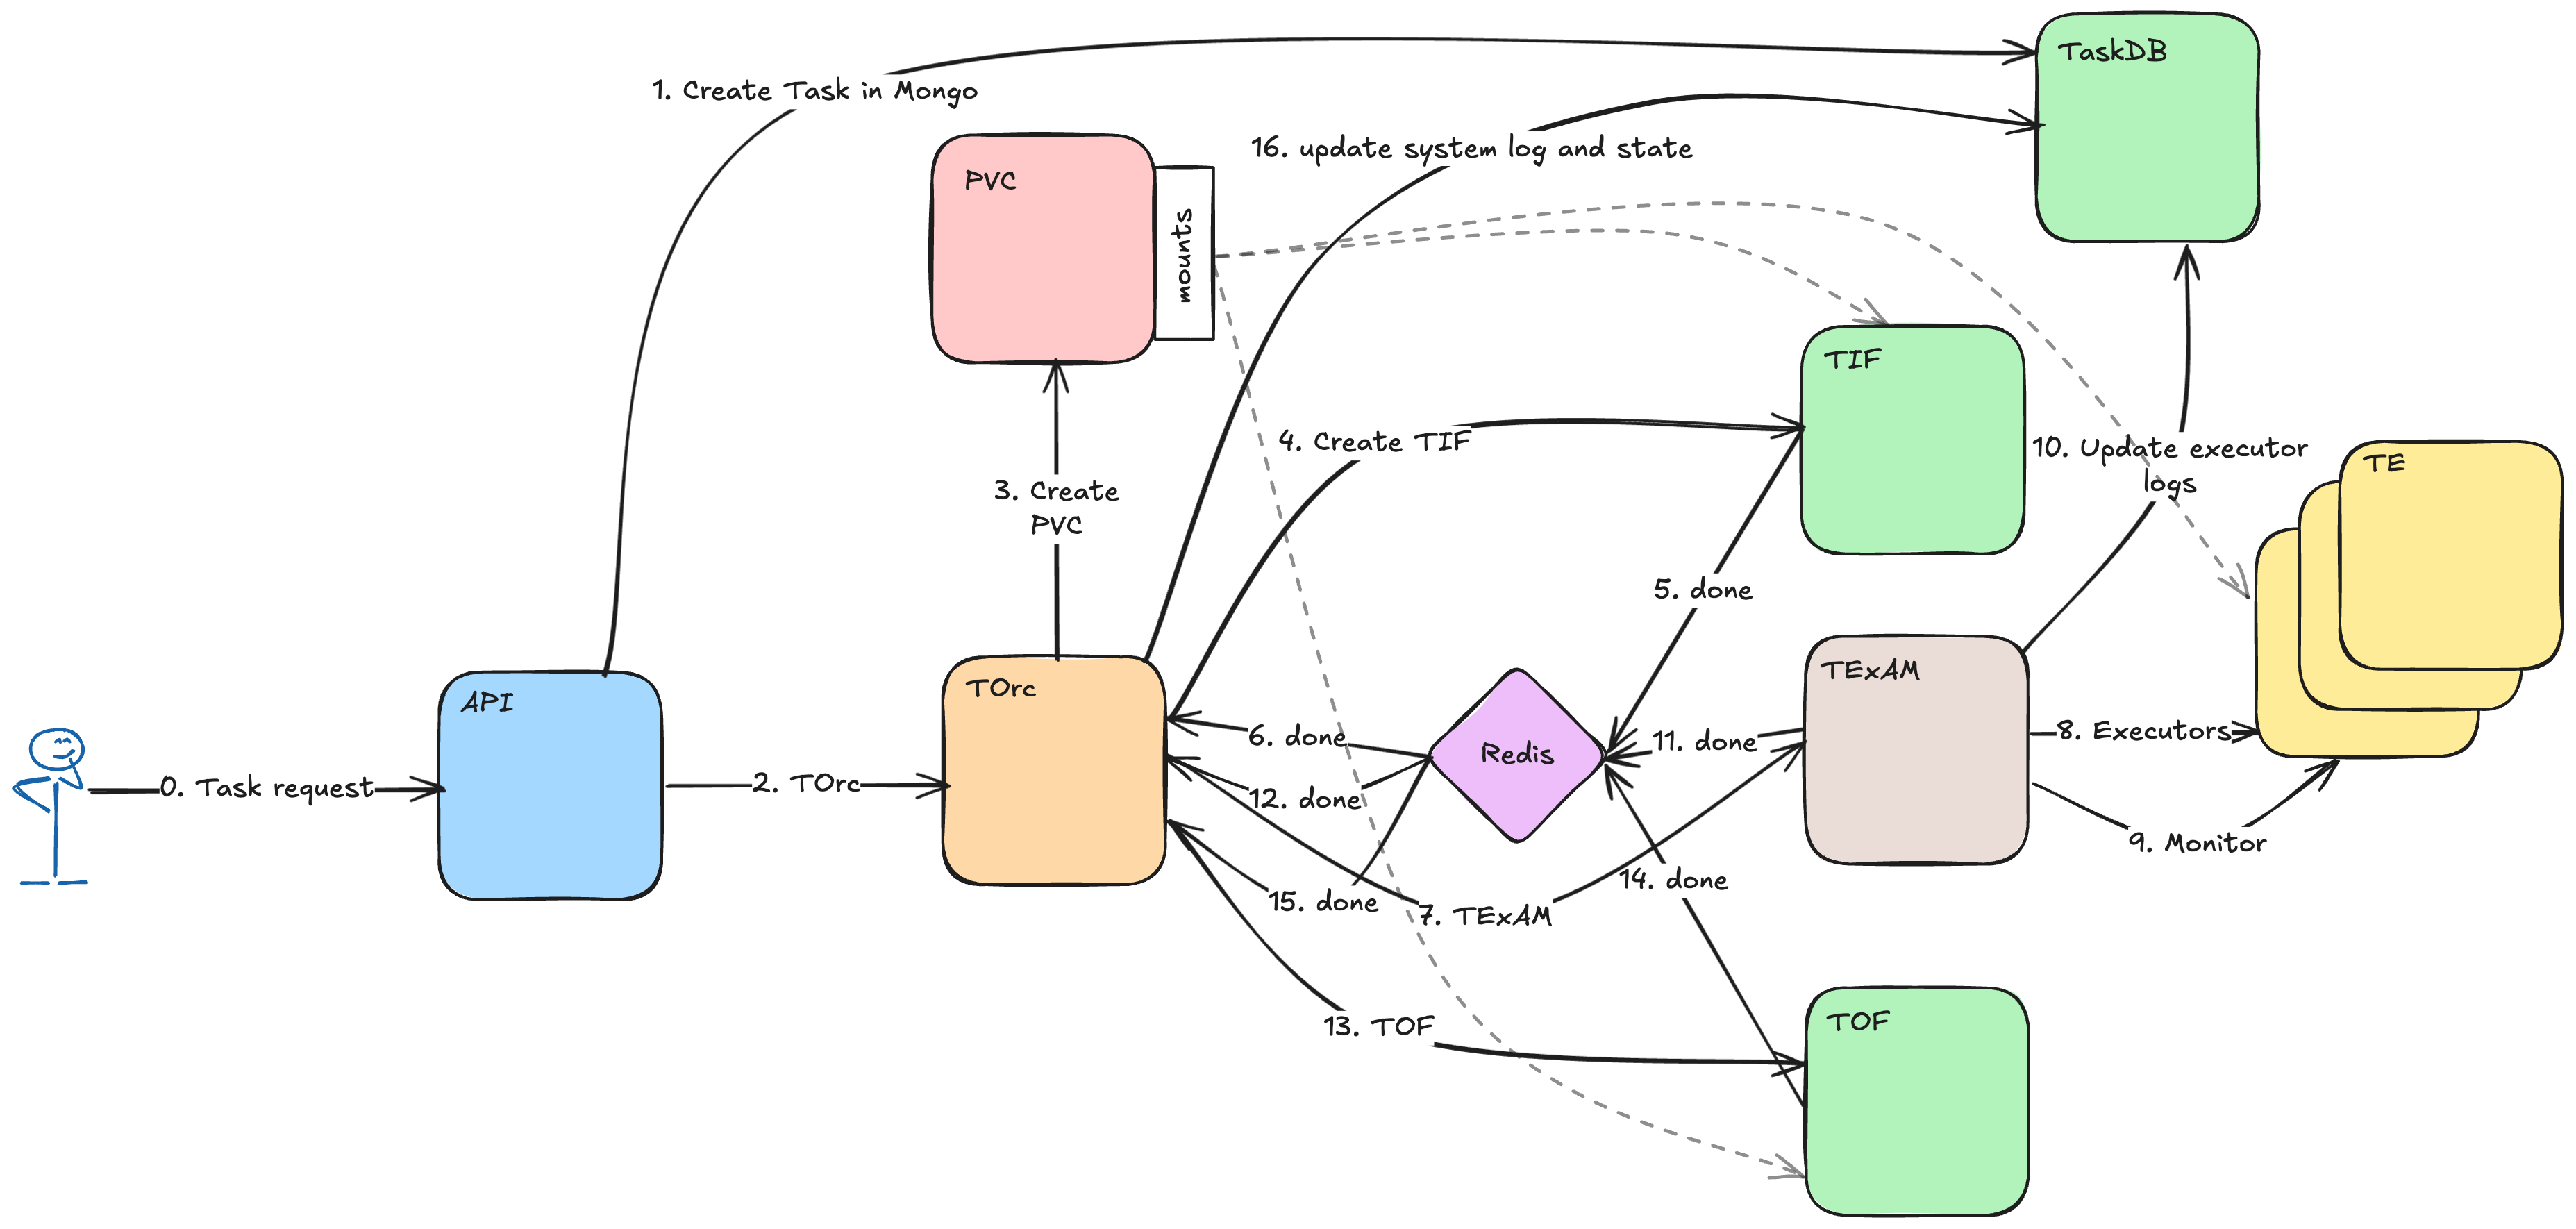 TaskDB
1. Create Task in Mongo
16. update system log and state
PVC
mounts
TIF
4. Create TIF
10. Update executor
logs
TE
3. Create
PVC
5. done
TExAM
TOrc
API
6. done
Redis
11. done
8. Executors
0. Task request
2. TOrc
12. done
9. Monitor
14. done
15. done
7. TExAM
13. TOF
TOF